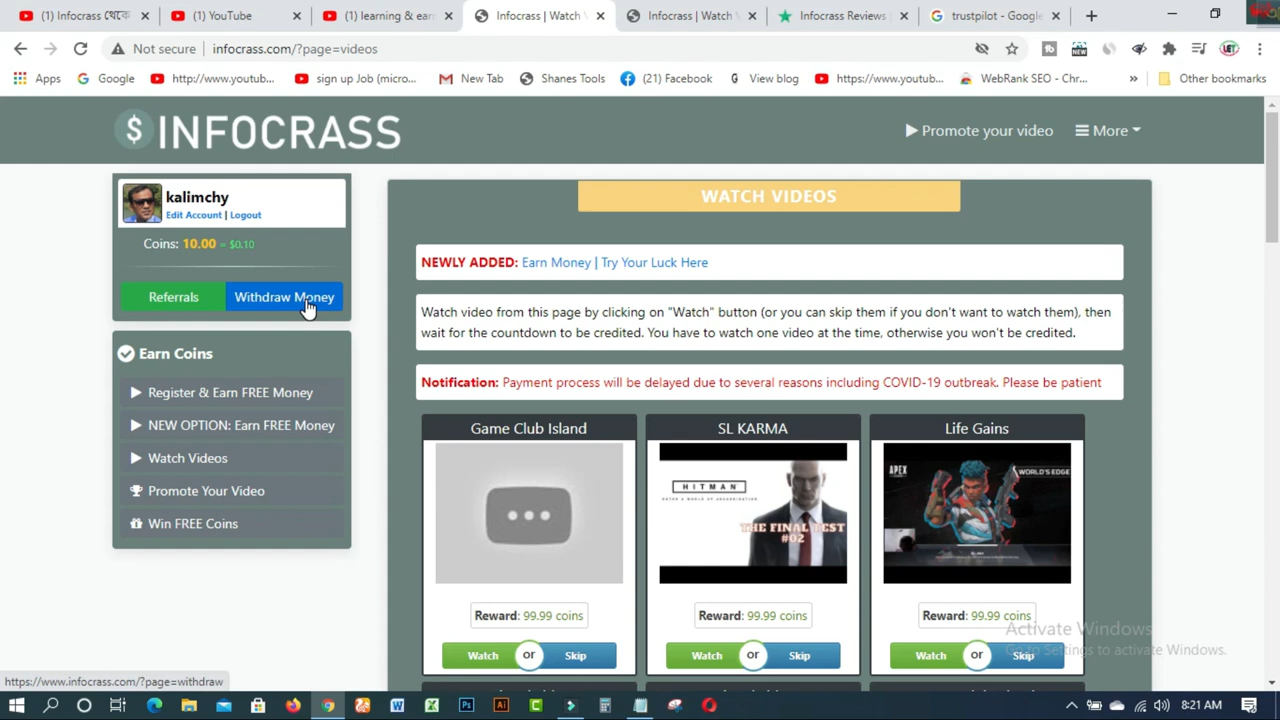 (1) Infocrass থেকে
(1) YouTube
(1) learning & ear
Infocrass | Watch V
Infocrass | Watch V
Infocrass Reviews |
trustpilot - Google
Not secure | infocrass.com/?page=videos
Apps
Google
http://www.youtub...
sign up Job (micro...
New Tab
Shanes Tools
(21) Facebook
View blog
https://www.youtu...
WebRank SEO - Chr...
»
Other bookmarks
$INFOCRASS
Promote your video
More
kalimchy
Edit Account | Logout
Coins: 10.00 = $0.10
Referrals
Withdraw Money
Earn Coins
Register & Earn FREE Money
NEW OPTION: Earn FREE Money
Watch Videos
Promote Your Video
Win FREE Coins
WATCH VIDEOS
NEWLY ADDED: Earn Money | Try Your Luck Here
Watch video from this page by clicking on "Watch" button (or you can skip them if you don't want to watch them), then
wait for the countdown to be credited. You have to watch one video at the time, otherwise you won't be credited.
Notification: Payment process will be delayed due to several reasons including COVID-19 outbreak. Please be patient
Game Club Island
SL KARMA
Life Gains
HITMAN
THE FINAL TEST
#02
APEX
WORLD'S EDGE
Reward: 99.99 coins
Reward: 99.99 coins
Reward: 99.99 coins
Watch or Skip
Watch or Skip
Watch or Skip
Activate Windows
Go to Settings to activate Windows.
https://www.infocrass.com/?page=withdraw
8:21 AM